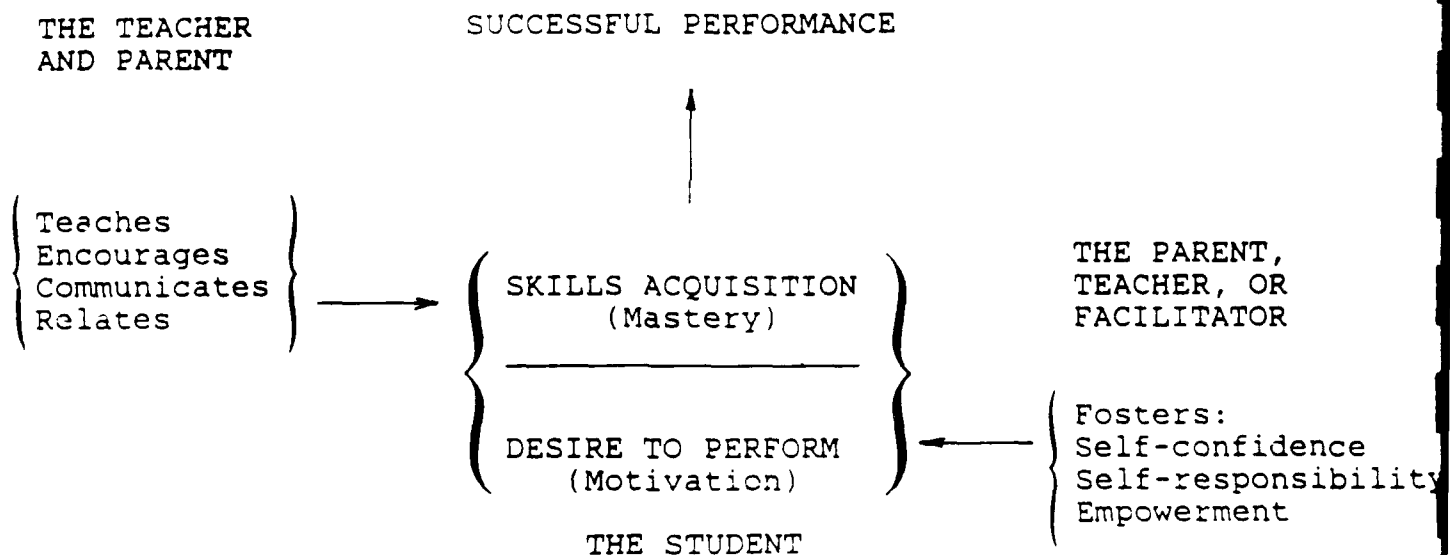 THE TEACHER
AND PARENT
SUCCESSFUL PERFORMANCE
Teaches
Encourages
Communicates
Relates
SKILLS ACQUISITION
(Mastery)
DESIRE TO PERFORM
(Motivation)
THE STUDENT
THE PARENT,
TEACHER, OR
FACILITATOR
Fosters:
Self-confidence
Self-responsibility
Empowerment